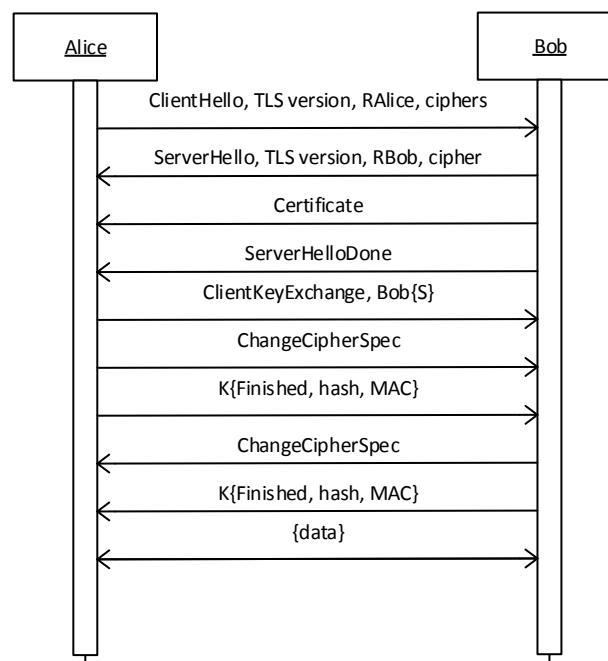 Alice
Bob
ClientHello, TLS version, RAlice, ciphers
ServerHello, TLS version, RBob, cipher
Certificate
ServerHelloDone
ClientKeyExchange, Bob{S}
ChangeCipherSpec
K{Finished, hash, MAC}
ChangeCipherSpec
K{Finished, hash, MAC}
{data}